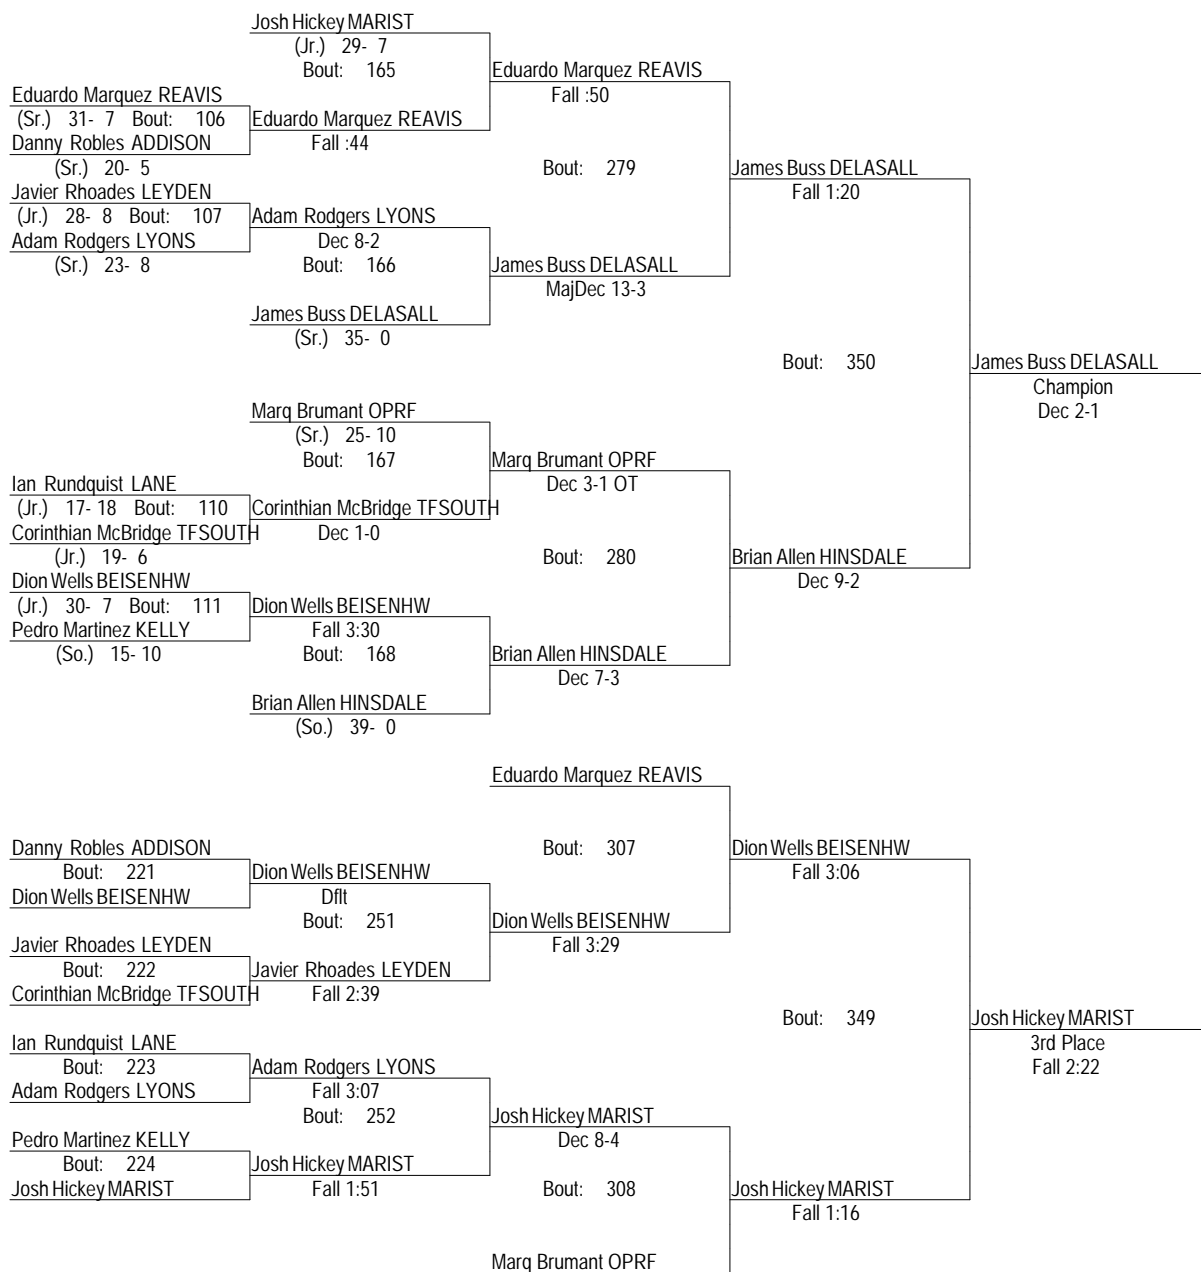 Josh Hickey MARIST
(Jr.) 29- 7
Bout: 165
Eduardo Marquez REAVIS
Fall :50
Eduardo Marquez REAVIS
(Sr.) 31- 7 Bout: 106
Eduardo Marquez REAVIS
Fall :44
Danny Robles ADDISON
(Sr.) 20- 5
Bout: 279
James Buss DELASALL
Fall 1:20
Javier Rhoades LEYDEN
(Jr.) 28- 8 Bout: 107
Adam Rodgers LYONS
Dec 8-2
Adam Rodgers LYONS
(Sr.) 23- 8
Bout: 166
James Buss DELASALL
MajDec 13-3
James Buss DELASALL
(Sr.) 35- 0
Bout: 350
James Buss DELASALL
Champion
Dec 2-1
Marq Brumant OPRF
(Sr.) 25- 10
Bout: 167
Marq Brumant OPRF
Dec 3-1 OT
Ian Rundquist LANE
(Jr.) 17- 18 Bout: 110
Corinthian McBridge TFSOUTH
Dec 1-0
Corinthian McBridge TFSOUTH
(Jr.) 19- 6
Bout: 280
Brian Allen HINSDALE
Dec 9-2
Dion Wells BEISENHW
(Jr.) 30- 7 Bout: 111
Dion Wells BEISENHW
Fall 3:30
Pedro Martinez KELLY
(So.) 15- 10
Bout: 168
Brian Allen HINSDALE
Dec 7-3
Brian Allen HINSDALE
(So.) 39- 0
Eduardo Marquez REAVIS
Danny Robles ADDISON
Bout: 221
Dion Wells BEISENHW
Bout: 307
Dion Wells BEISENHW
Fall 3:06
Dion Wells BEISENHW
Dflt
Bout: 251
Dion Wells BEISENHW
Fall 3:29
Javier Rhoades LEYDEN
Bout: 222
Corinthian McBridge TFSOUTH
Javier Rhoades LEYDEN
Fall 2:39
Bout: 349
Josh Hickey MARIST
3rd Place
Fall 2:22
Ian Rundquist LANE
Bout: 223
Adam Rodgers LYONS
Adam Rodgers LYONS
Fall 3:07
Bout: 252
Josh Hickey MARIST
Dec 8-4
Pedro Martinez KELLY
Bout: 224
Josh Hickey MARIST
Josh Hickey MARIST
Fall 1:51
Bout: 308
Josh Hickey MARIST
Fall 1:16
Marq Brumant OPRF